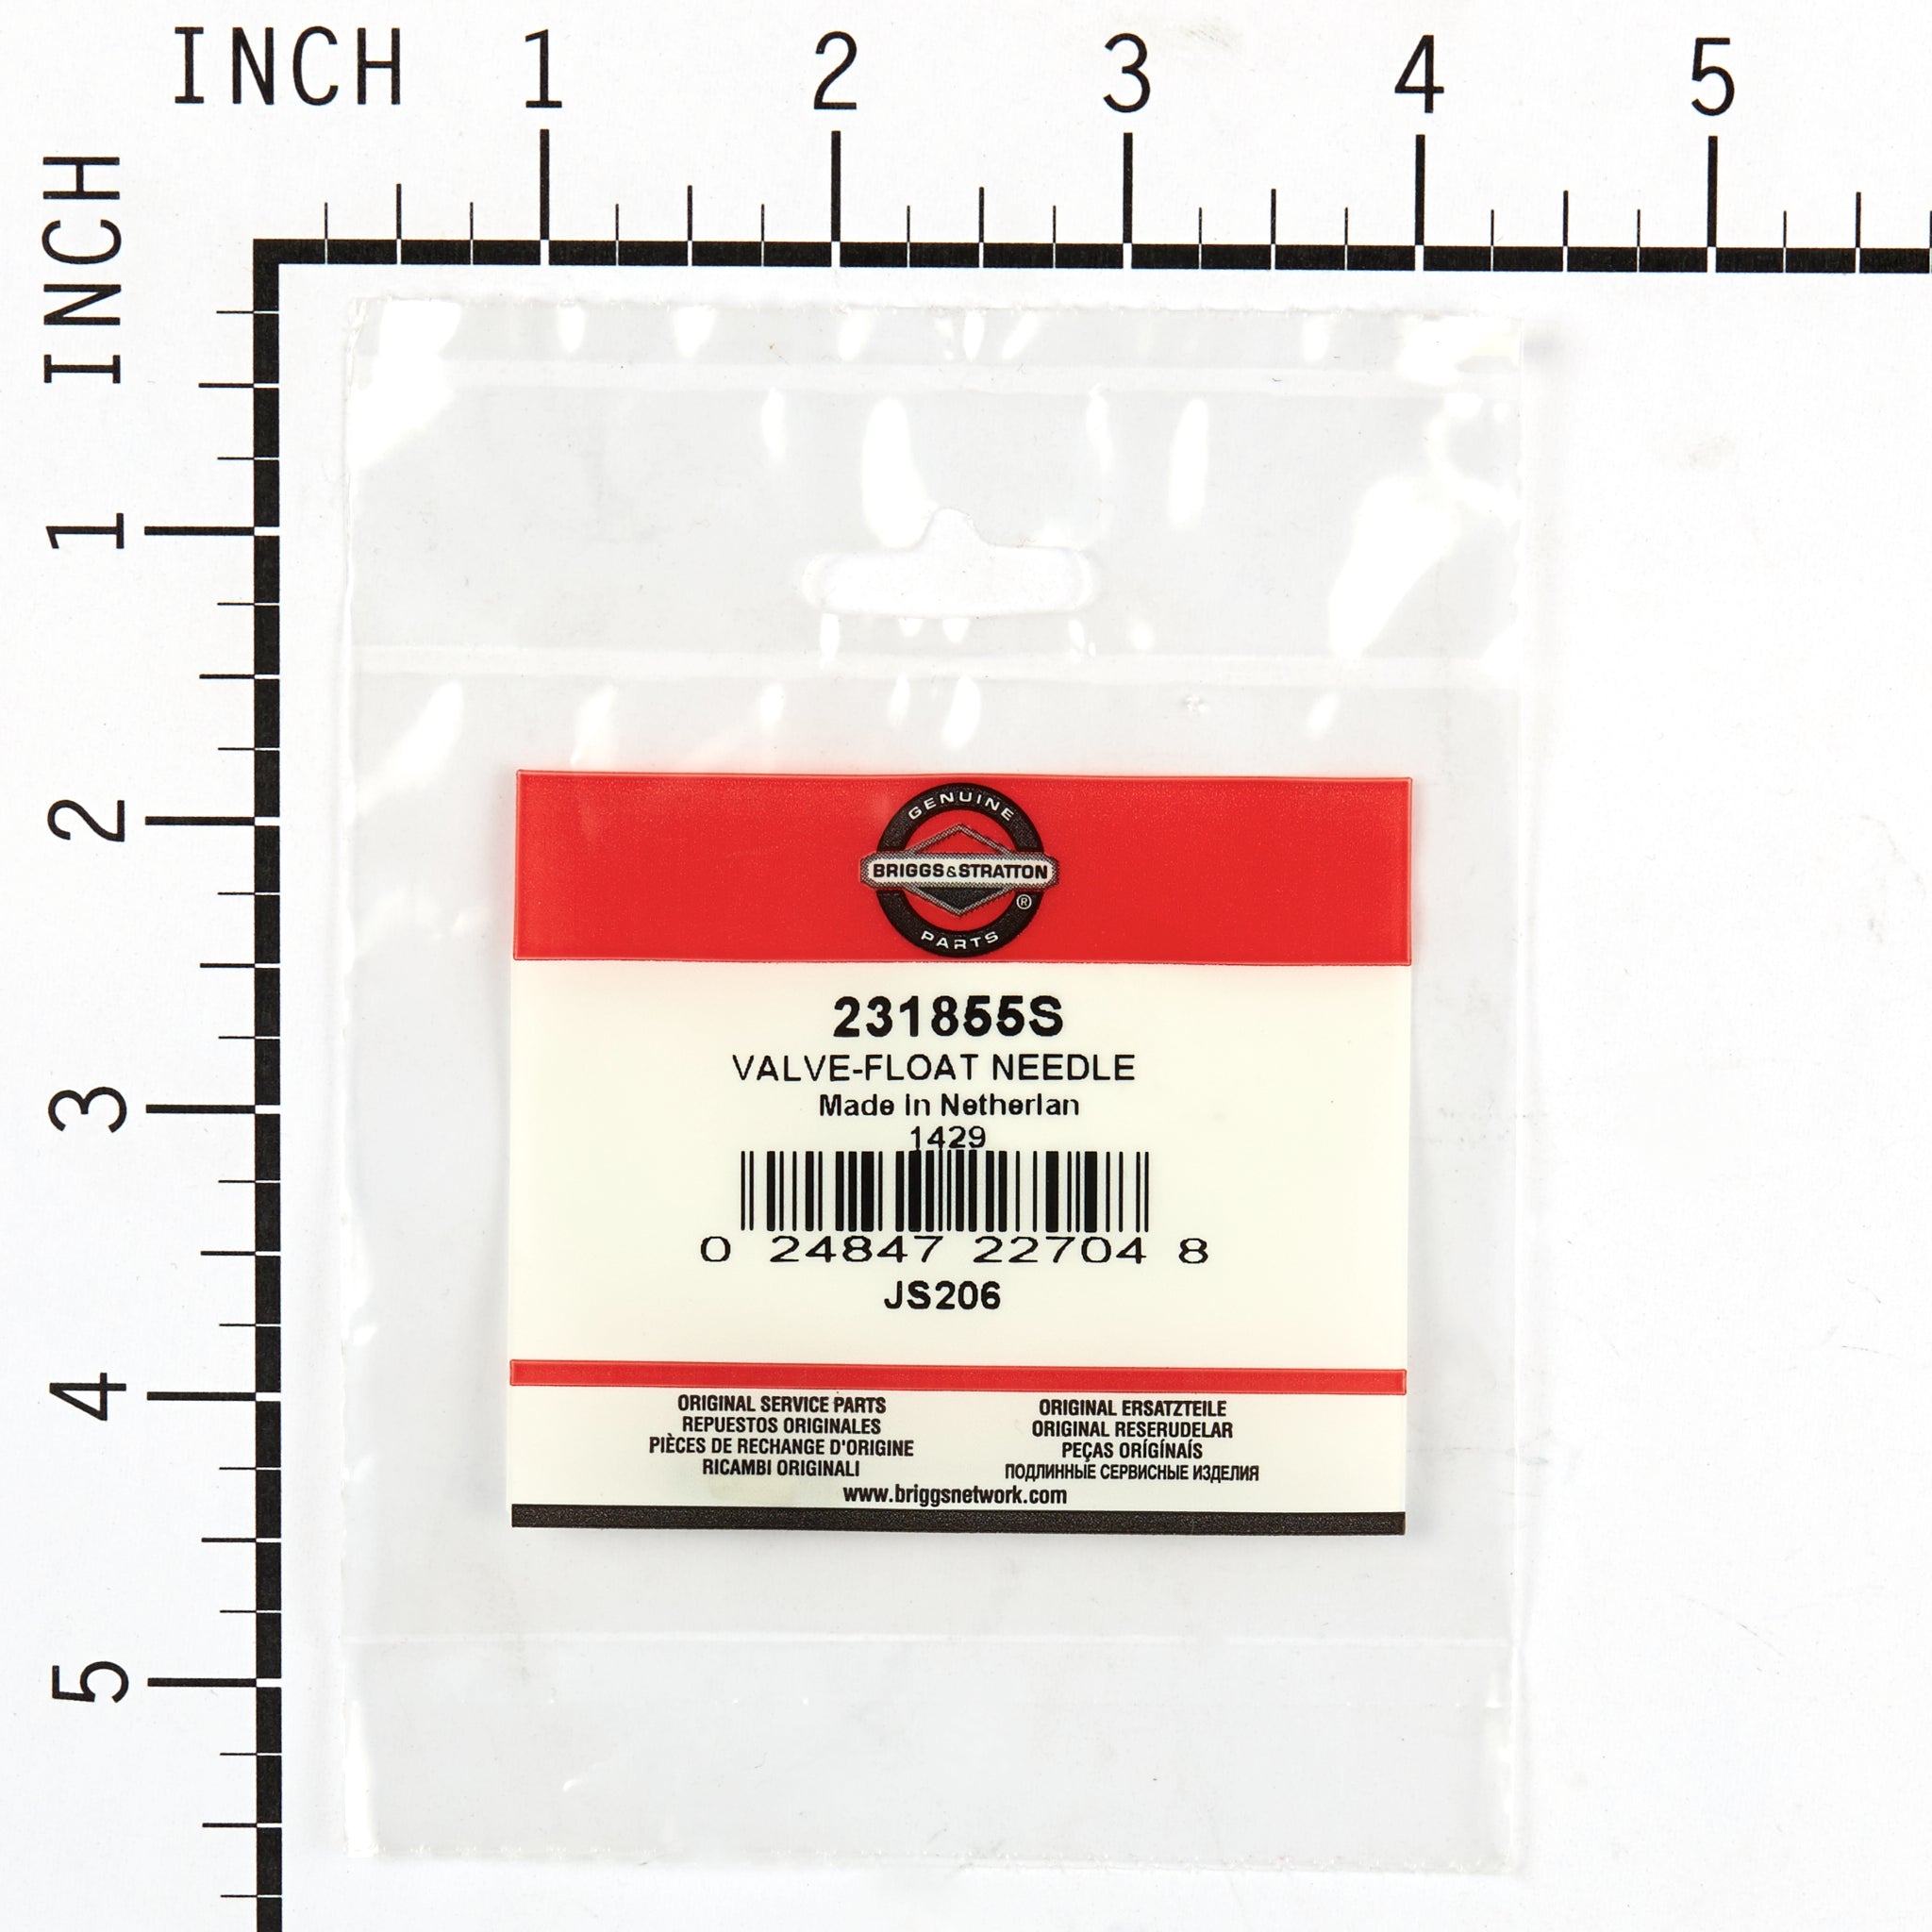 INCH 1 2 3 4 5
INCH
1
2
3
4
5
GENUINE
BRIGGS&STRATTON
®
PARTS
231855S
VALVE-FLOAT NEEDLE
Made in Netherlan
1429
0 24847 22704 8
JS206
ORIGINAL SERVICE PARTS
REPUESTOS ORIGINALES
PIÈCES DE RECHANGE D'ORIGINE
RICAMBI ORIGINALI
ORIGINAL ERSATZTEILE
ORIGINAL RESERUDELAR
PEÇAS ORÍGÍNAÍS
ПОДЛИННЫЕ СЕРВИСНЫЕ ИЗДЕЛИЯ
www.briggsnetwork.com